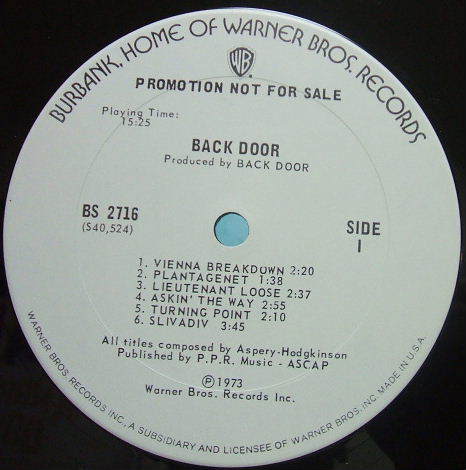 BURBANK, HOME OF WARNER BROS. RECORDS
WB
PROMOTION NOT FOR SALE
Playing Time:
15:25
BACK DOOR
Produced by BACK DOOR
BS 2716
(S40,524)
SIDE
1
1. VIENNA BREAKDOWN 2:20
2. PLANTAGENET 1:38
3. LIEUTENANT LOOSE 2:37
4. ASKIN' THE WAY 2:55
5. TURNING POINT 2:10
6. SLIVADIV 3:45
All titles composed by Aspery-Hodgkinson
Published by P.P.R. Music - ASCAP
Ⓟ 1973
Warner Bros. Records Inc.
WARNER BROS. RECORDS INC., A SUBSIDIARY AND LICENSEE OF WARNER BROS. INC. MADE IN U.S.A.